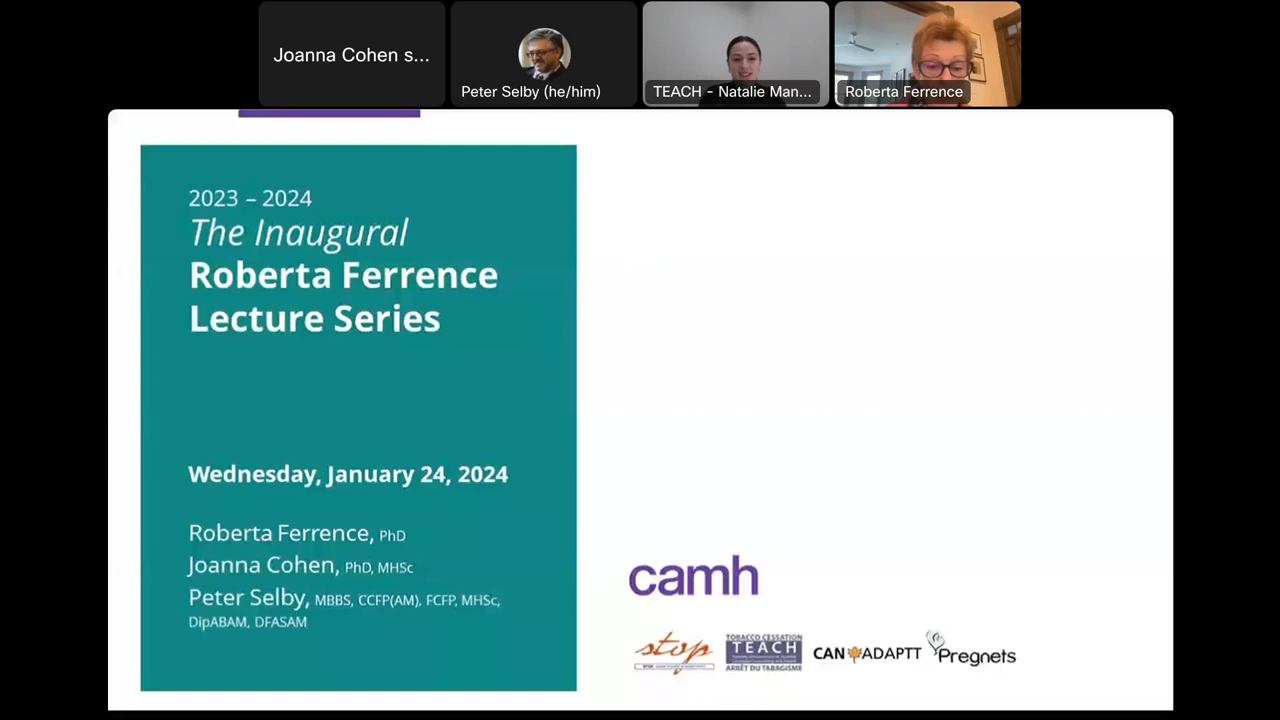 Joanna Cohen s...
Peter Selby (he/him)
TEACH - Natalie Man...
Roberta Ferrence
2023 – 2024
The Inaugural
Roberta Ferrence
Lecture Series
Wednesday, January 24, 2024
Roberta Ferrence, PhD
Joanna Cohen, PhD, MHSc
Peter Selby, MBBS, CCFP(AM), FCFP, MHSc,
DipABAM, DFASAM
camh
stop
TOBACCO CESSATION
TEACH
ARRÊT DU TABAGISME
CAN ADAPTT
Pregnets